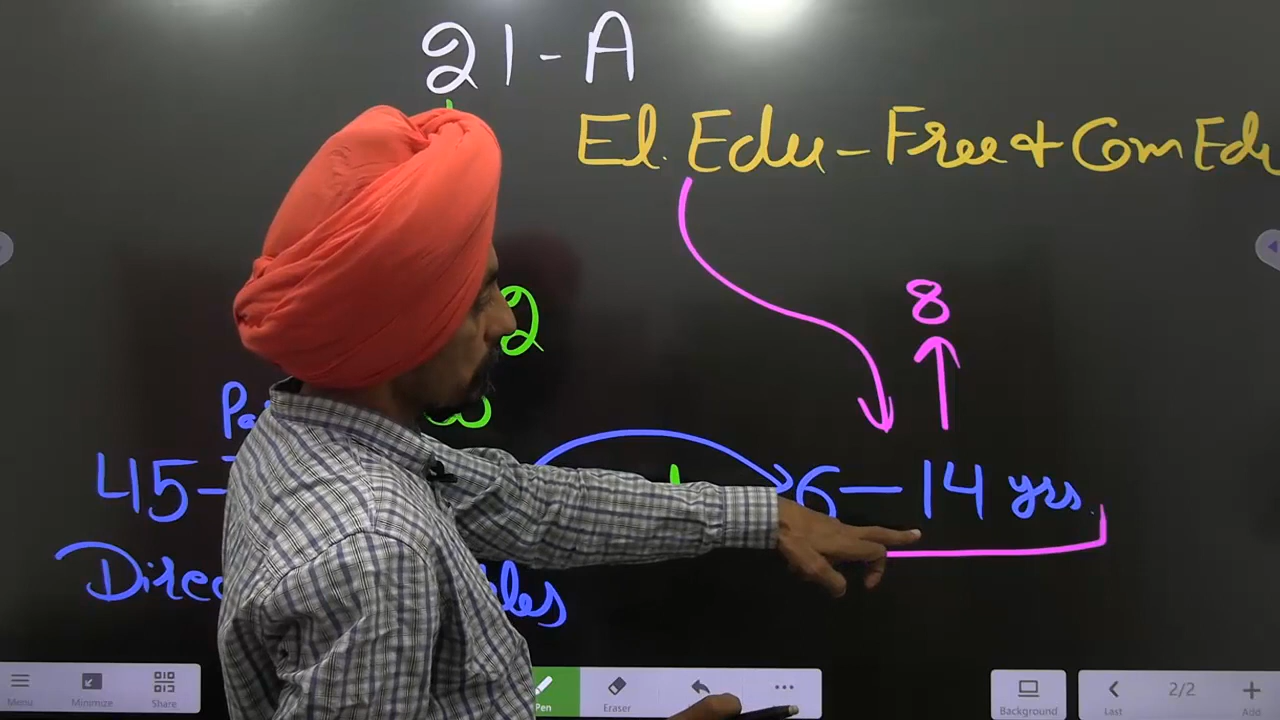 21-A
El. Edu - Free & Com Edu
8
2
45-
6 - 14 yrs.
Menu Minimize Share Pen Eraser Background Last 2/2 Add